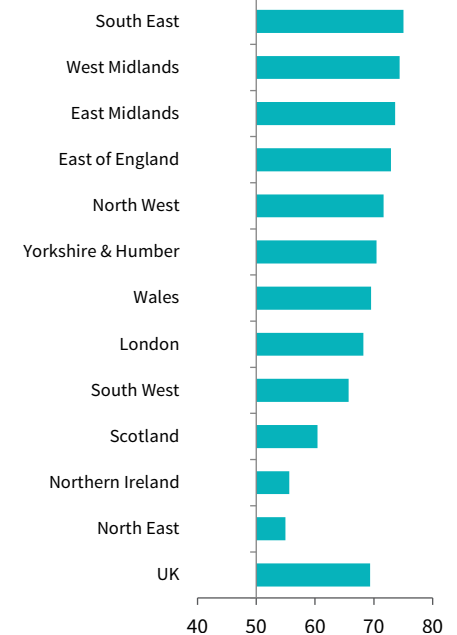 South East
West Midlands
East Midlands
East of England
North West
Yorkshire & Humber
Wales
London
South West
Scotland
Northern Ireland
North East
UK
40 50 60 70 80